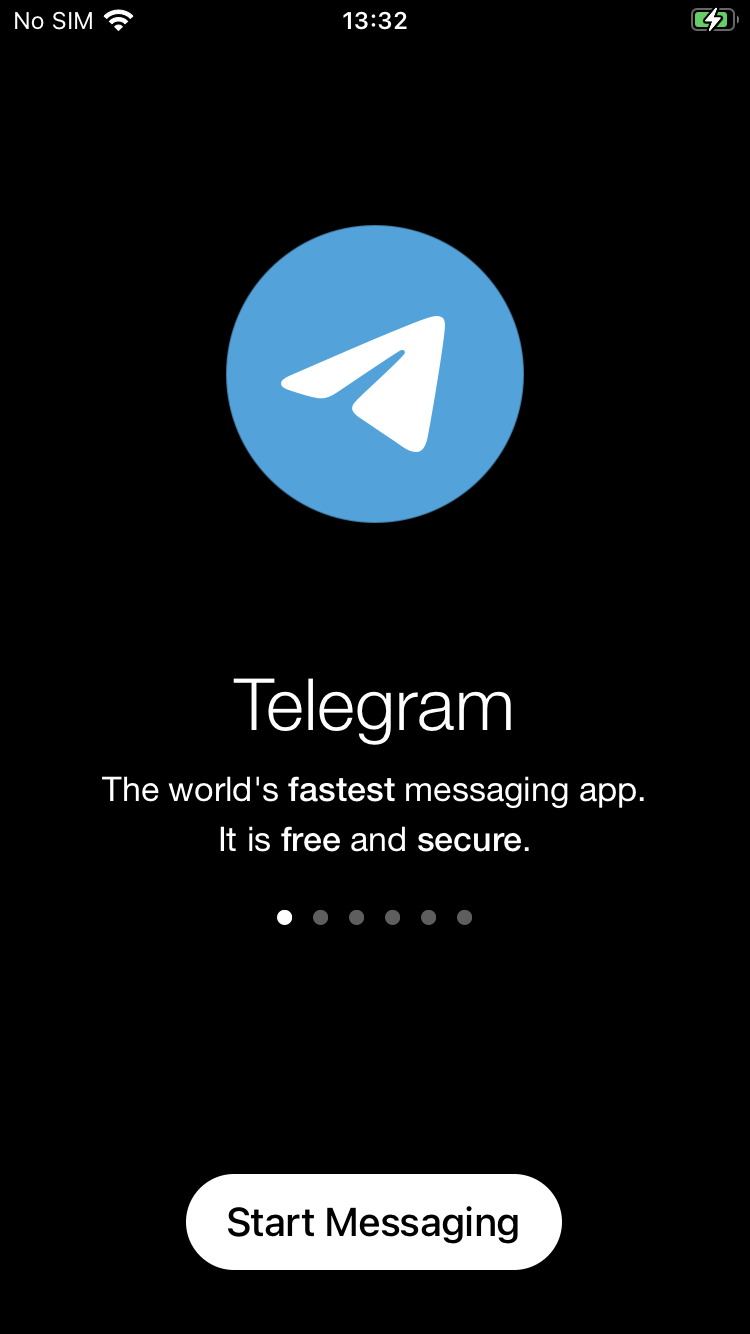 No SIM 13:32
Telegram
The world's fastest messaging app.
It is free and secure.
Start Messaging